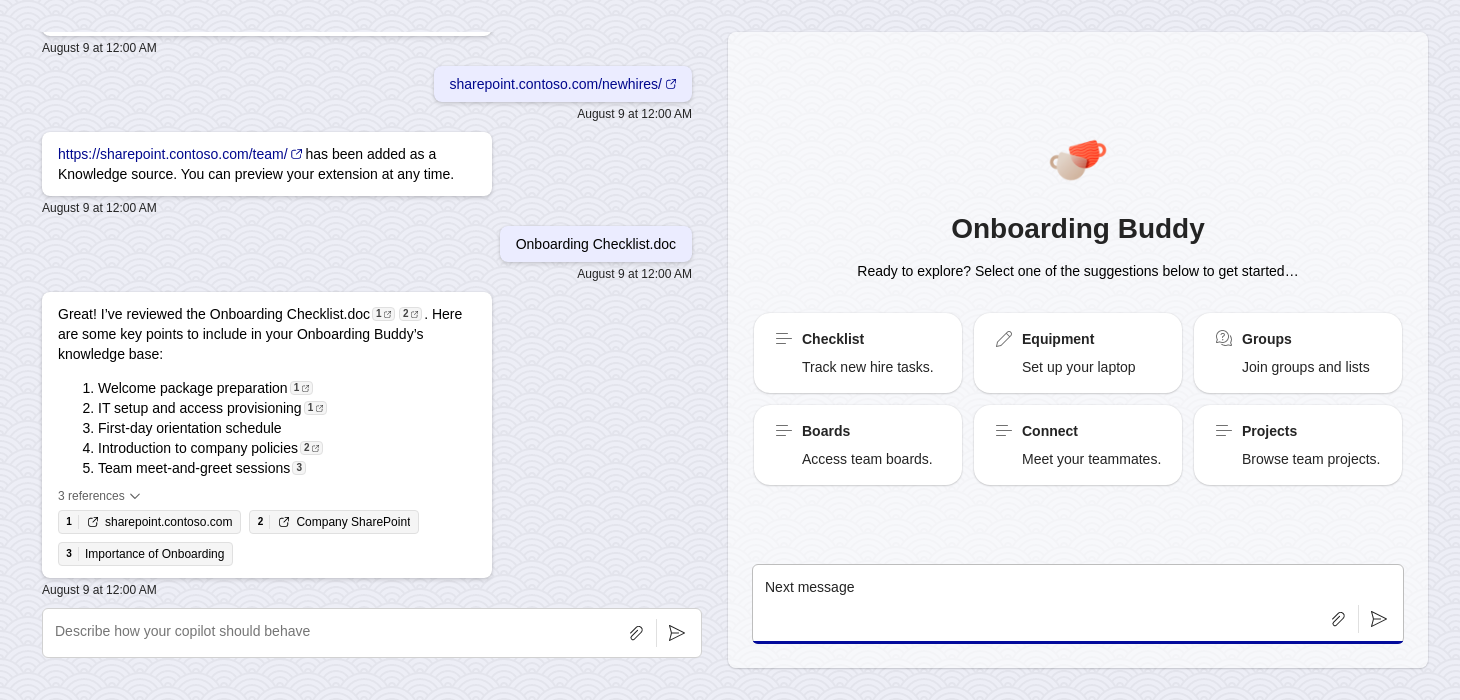 August 9 at 12:00 AM
sharepoint.contoso.com/newhires/
August 9 at 12:00 AM
https://sharepoint.contoso.com/team/ has been added as a
Knowledge source. You can preview your extension at any time.
August 9 at 12:00 AM
Onboarding Checklist.doc
August 9 at 12:00 AM
Great! I’ve reviewed the Onboarding Checklist.doc 1 2 . Here
are some key points to include in your Onboarding Buddy’s
knowledge base:
1. Welcome package preparation 1
2. IT setup and access provisioning 1
3. First-day orientation schedule
4. Introduction to company policies 2
5. Team meet-and-greet sessions 3
3 references
1 sharepoint.contoso.com 2 Company SharePoint
3 Importance of Onboarding
August 9 at 12:00 AM
Describe how your copilot should behave
Onboarding Buddy
Ready to explore? Select one of the suggestions below to get started…
Checklist
Track new hire tasks.
Equipment
Set up your laptop
Groups
Join groups and lists
Boards
Access team boards.
Connect
Meet your teammates.
Projects
Browse team projects.
Next message